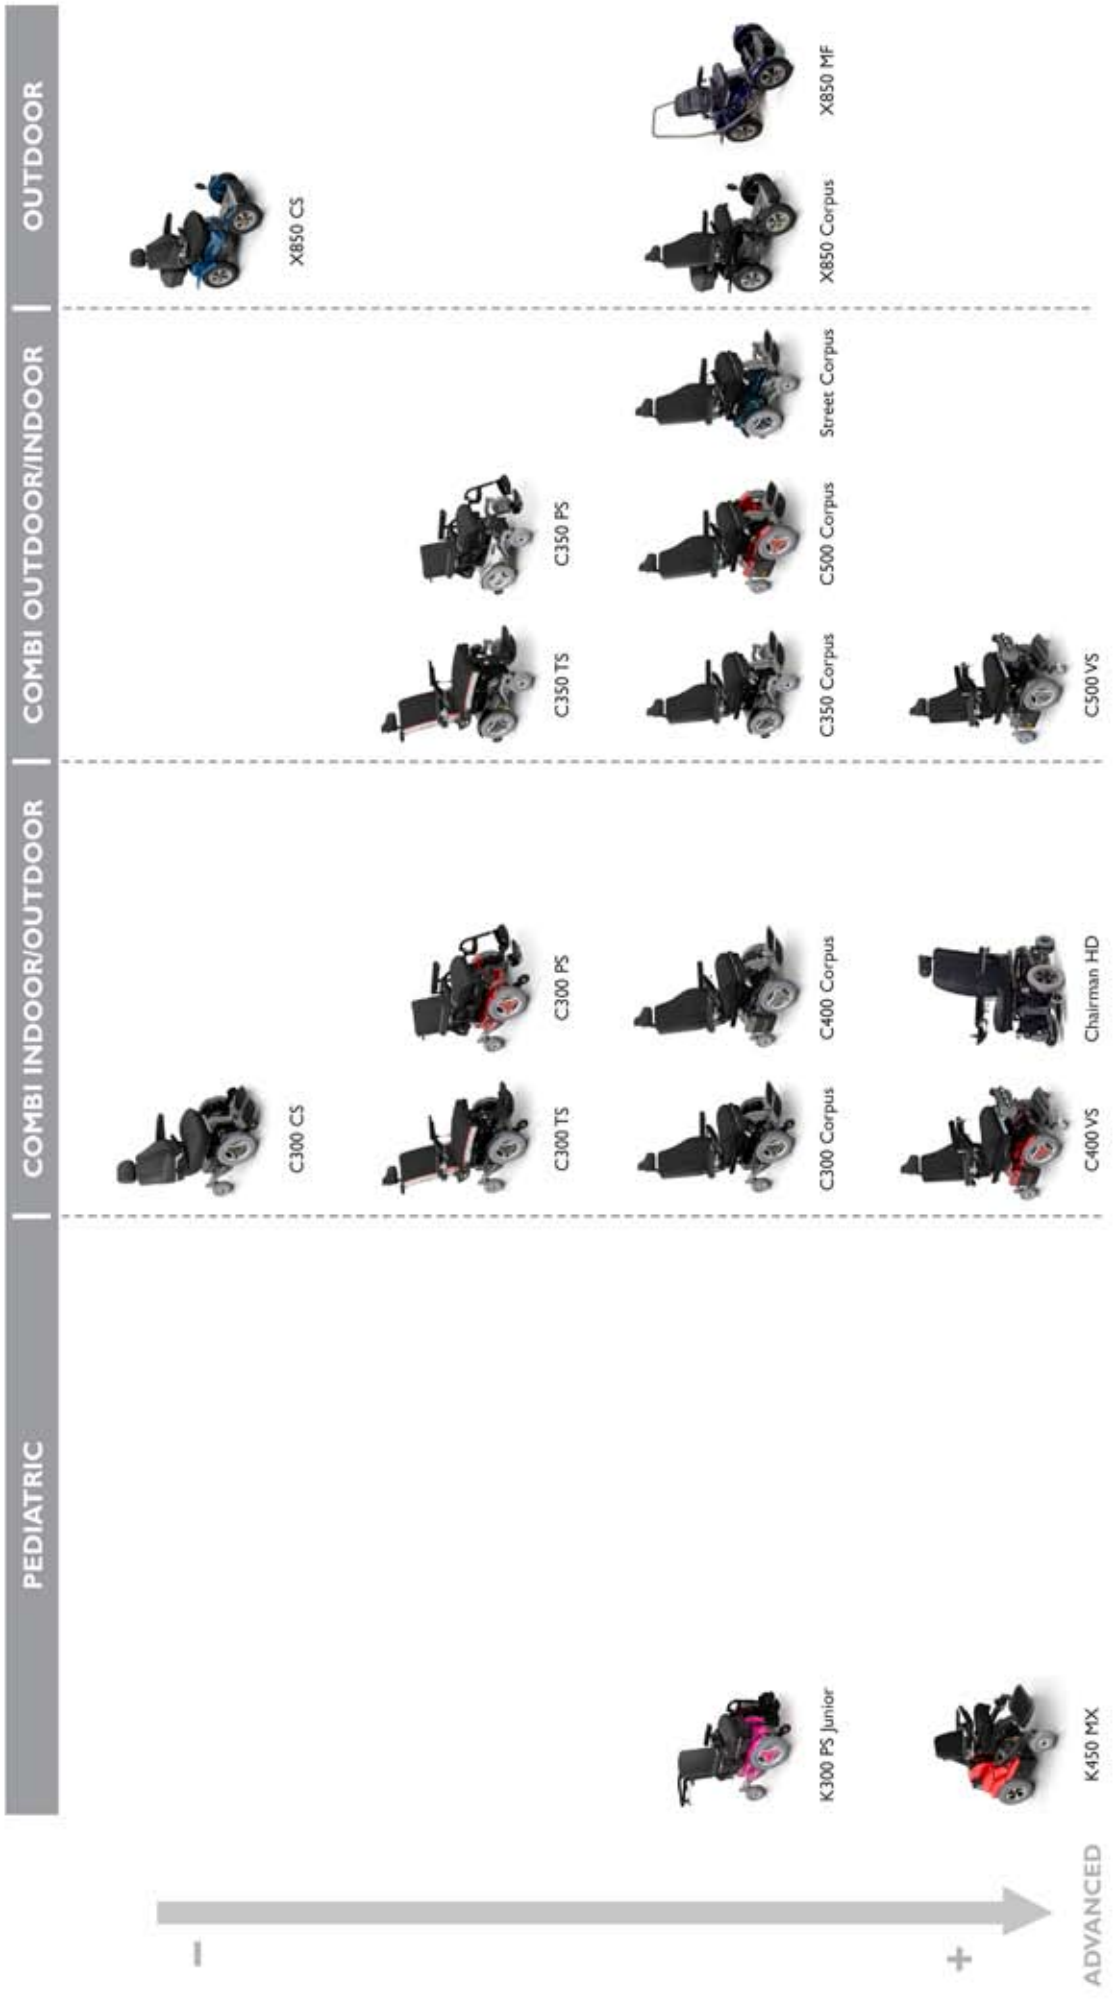 PEDIATRIC
COMBI INDOOR/OUTDOOR
COMBI OUTDOOR/INDOOR
OUTDOOR
–
C300 CS
X850 CS
C300 TS
C300 PS
C350 TS
C350 PS
K300 PS Junior
C300 Corpus
C400 Corpus
C350 Corpus
C500 Corpus
Street Corpus
X850 Corpus
X850 MF
+
ADVANCED
K450 MX
C400 VS
Chairman HD
C500 VS